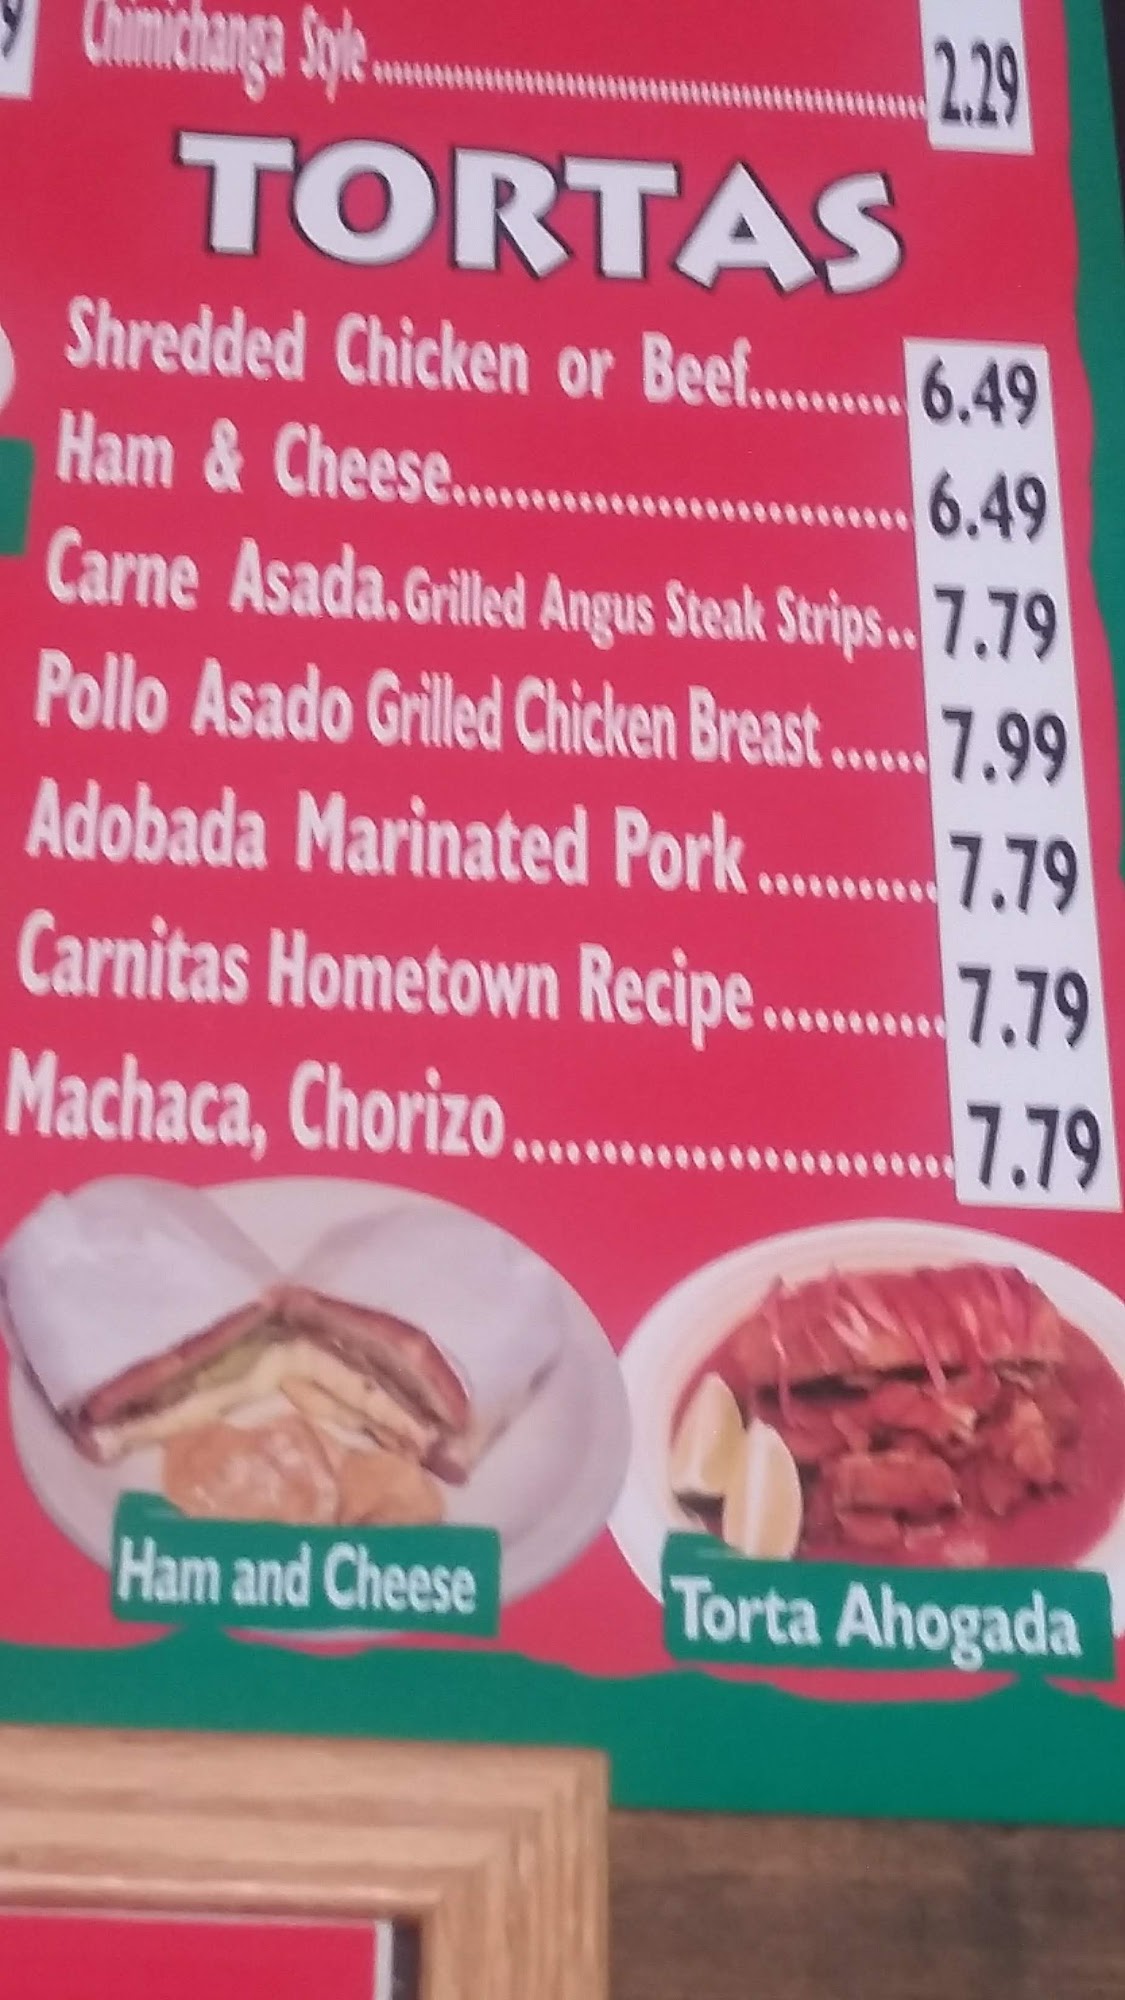 Chimichanga Style 2.29
TORTAS
Shredded Chicken or Beef 6.49
Ham & Cheese 6.49
Carne Asada. Grilled Angus Steak Strips 7.79
Pollo Asado Grilled Chicken Breast 7.99
Adobada Marinated Pork 7.79
Carnitas Hometown Recipe 7.79
Machaca, Chorizo 7.79
Ham and Cheese
Torta Ahogada